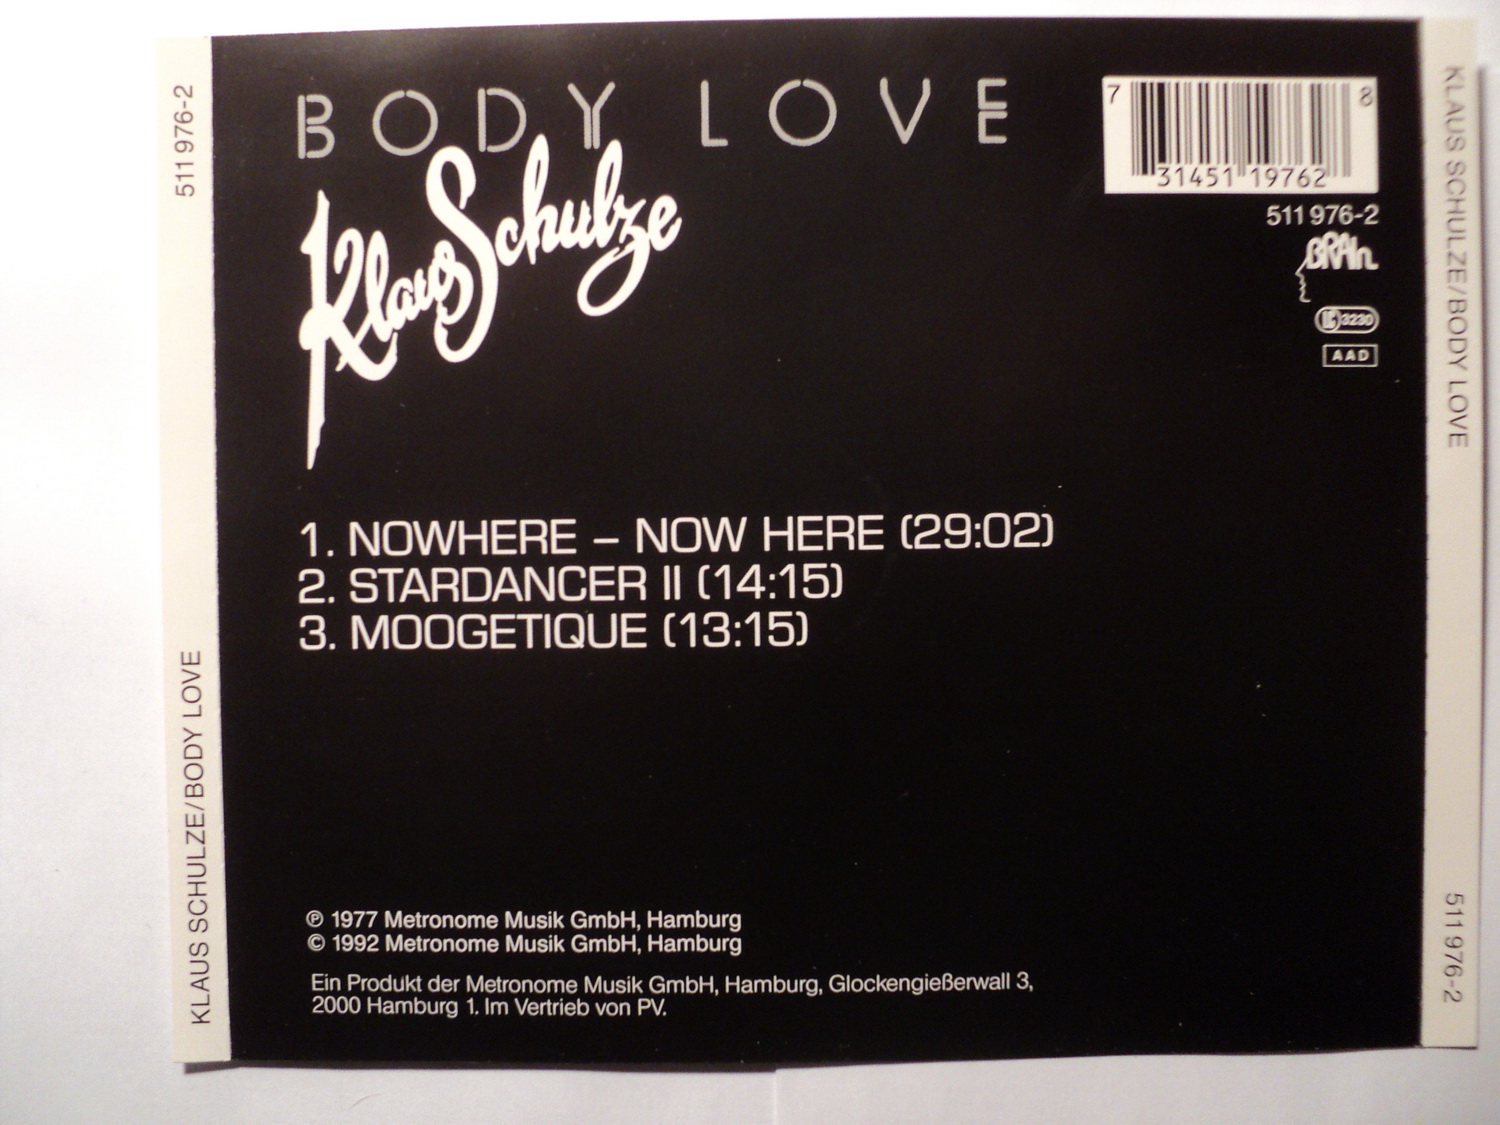 511 976-2
KLAUS SCHULZE/BODY LOVE
BODY LOVE
Klaus Schulze
7 31451 19762 8
511 976-2
BRAIN
LC 3230
AAD
1. NOWHERE – NOW HERE (29:02)
2. STARDANCER II (14:15)
3. MOOGETIQUE (13:15)
℗ 1977 Metronome Musik GmbH, Hamburg
© 1992 Metronome Musik GmbH, Hamburg
Ein Produkt der Metronome Musik GmbH, Hamburg, Glockengießerwall 3,
2000 Hamburg 1. Im Vertrieb von PV.
KLAUS SCHULZE/BODY LOVE
511 976-2